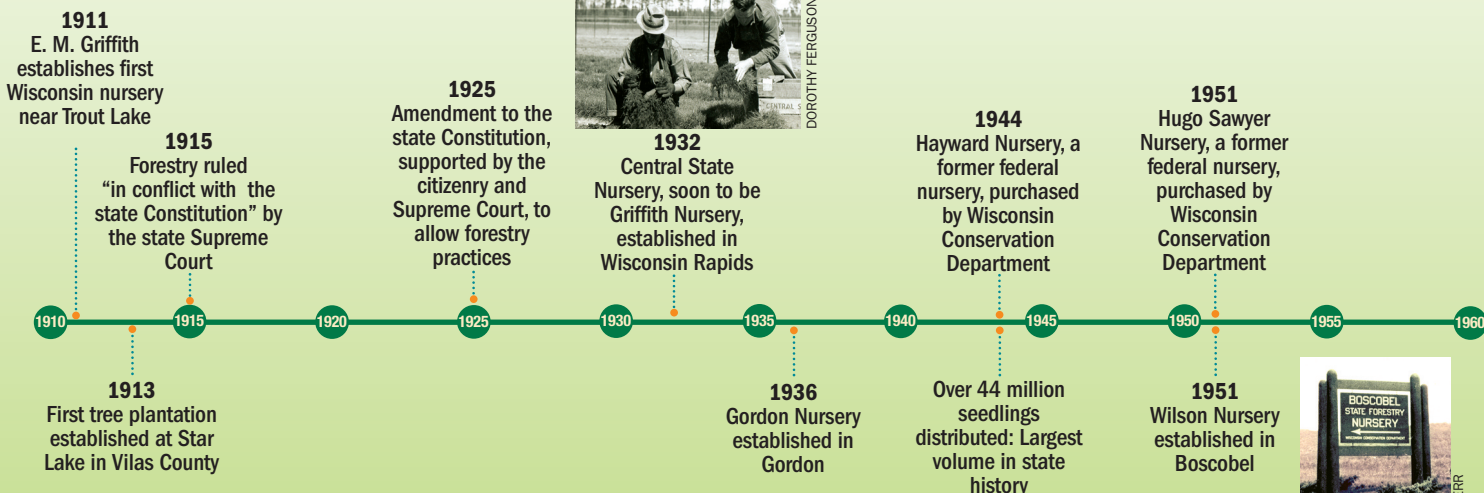 1911
E. M. Griffith
establishes first
Wisconsin nursery
near Trout Lake
1915
Forestry ruled
“in conflict with the
state Constitution” by
the state Supreme
Court
1925
Amendment to the
state Constitution,
supported by the
citizenry and
Supreme Court, to
allow forestry
practices
CENTRAL S
DOROTHY FERGUSON
1932
Central State
Nursery, soon to be
Griffith Nursery,
established in
Wisconsin Rapids
1944
Hayward Nursery, a
former federal
nursery, purchased
by Wisconsin
Conservation
Department
1951
Hugo Sawyer
Nursery, a former
federal nursery,
purchased by
Wisconsin
Conservation
Department
1910
1915
1920
1925
1930
1935
1940
1945
1950
1955
1960
1913
First tree plantation
established at Star
Lake in Vilas County
1936
Gordon Nursery
established in
Gordon
Over 44 million
seedlings
distributed: Largest
volume in state
history
1951
Wilson Nursery
established in
Boscobel
BOSCOBEL
STATE FORESTRY
NURSERY
WISCONSIN CONSERVATION DEPARTMENT
RR